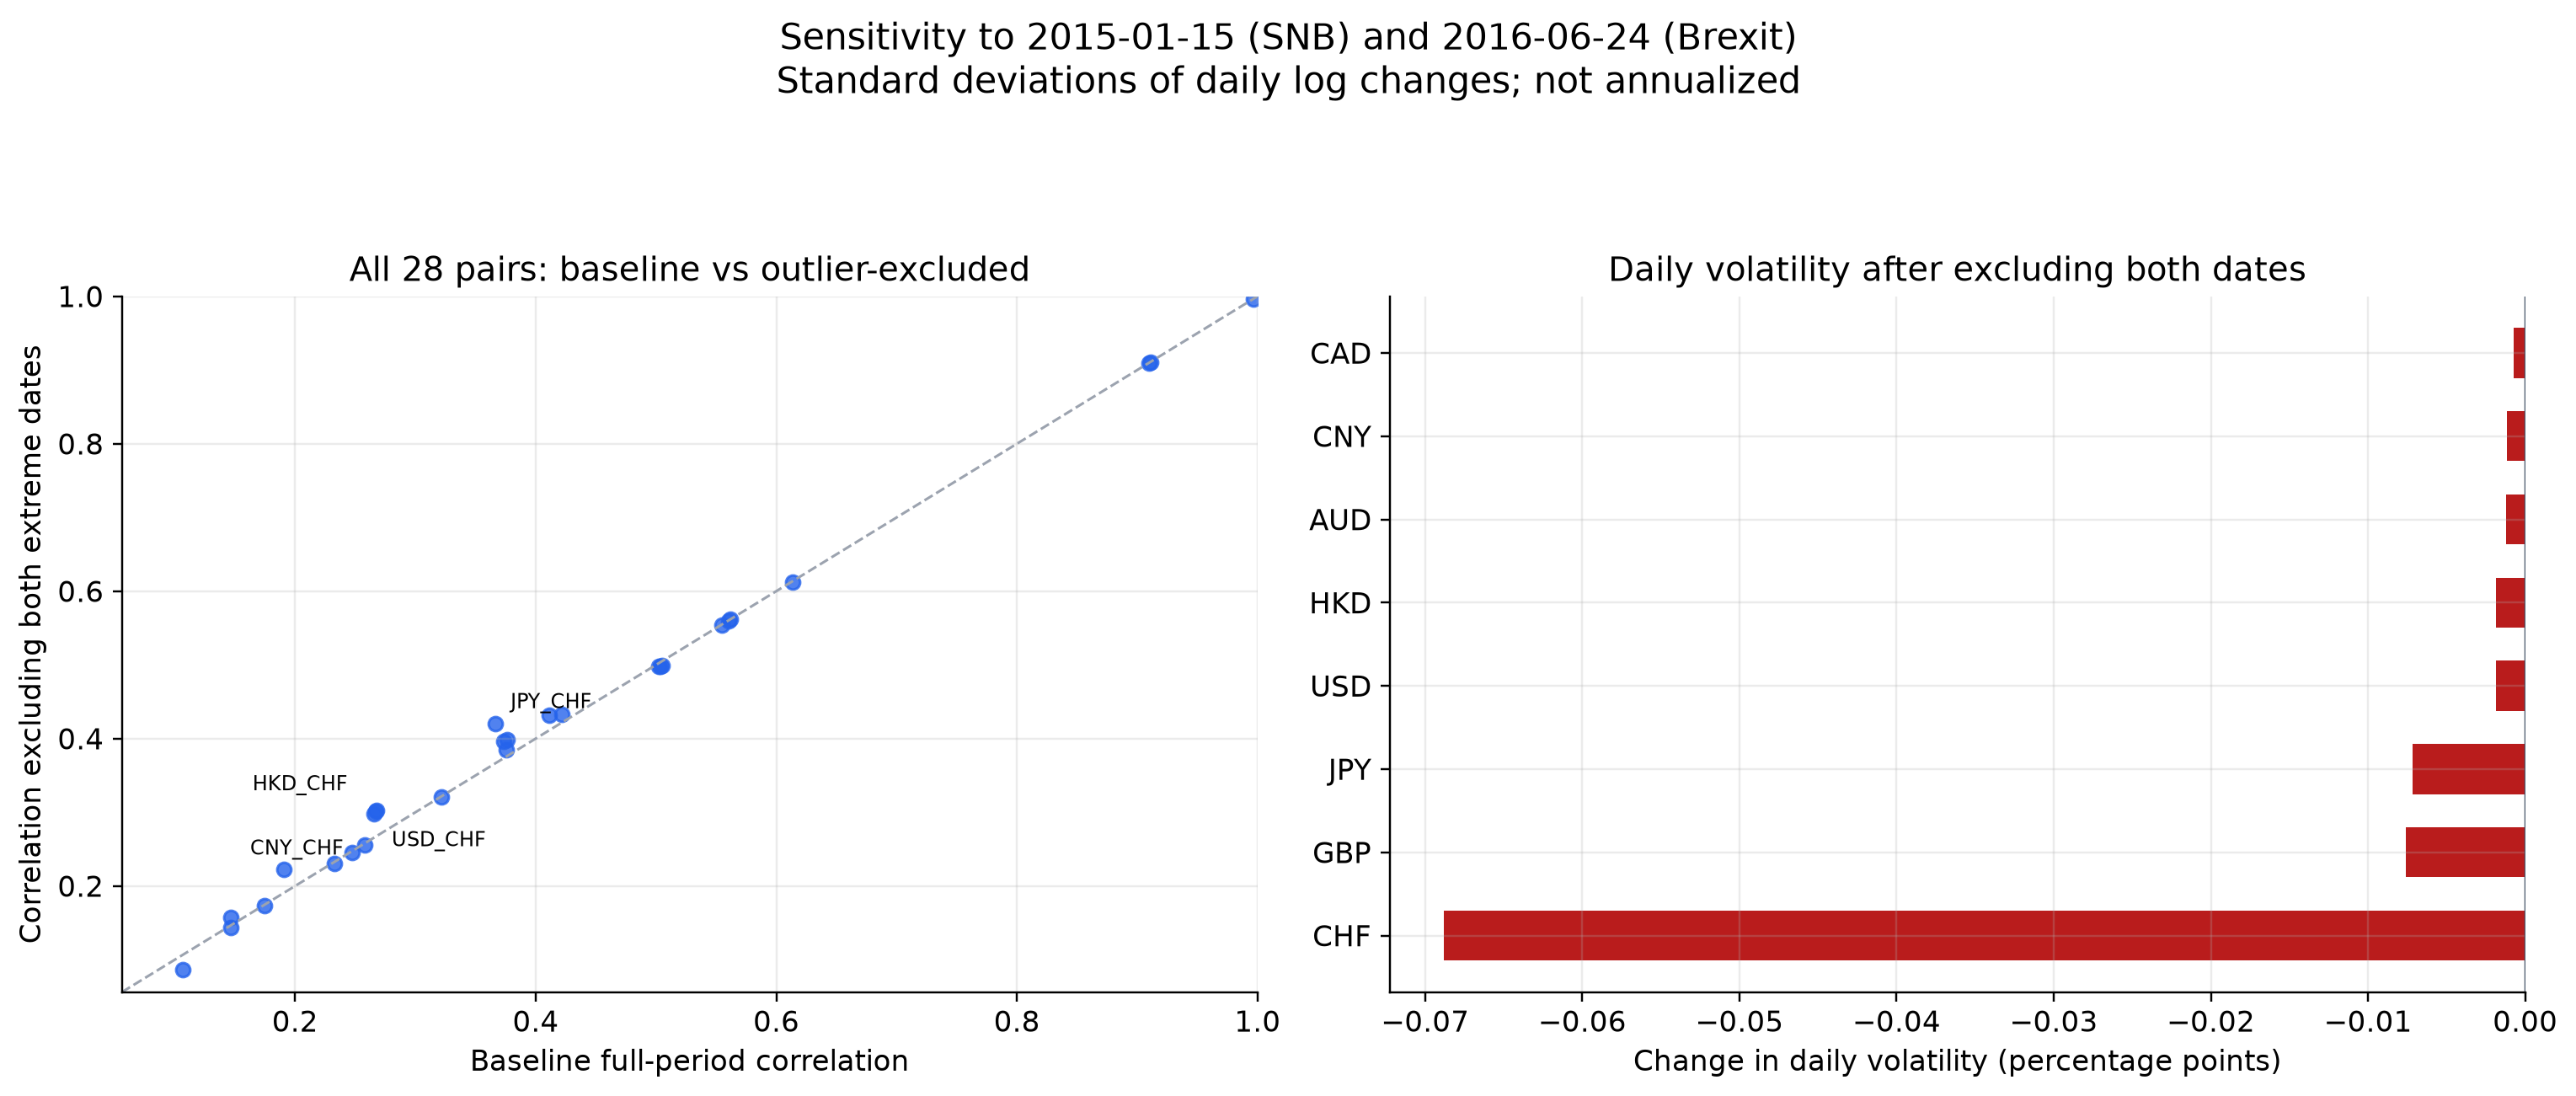 Sensitivity to 2015-01-15 (SNB) and 2016-06-24 (Brexit)
Standard deviations of daily log changes; not annualized
All 28 pairs: baseline vs outlier-excluded
Correlation excluding both extreme dates
1.0
0.8
0.6
0.4
0.2
JPY_CHF
HKD_CHF
CNY_CHF
USD_CHF
0.2
0.4
0.6
0.8
1.0
Baseline full-period correlation
Daily volatility after excluding both dates
CAD
CNY
AUD
HKD
USD
JPY
GBP
CHF
−0.07
−0.06
−0.05
−0.04
−0.03
−0.02
−0.01
0.00
Change in daily volatility (percentage points)